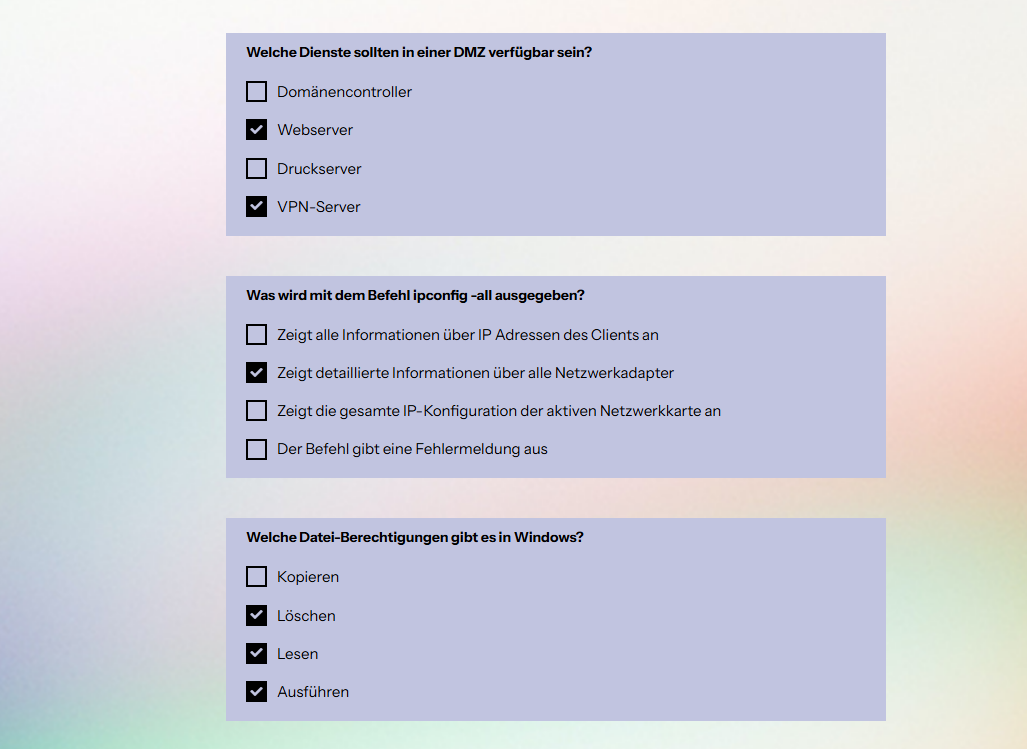 Welche Dienste sollten in einer DMZ verfügbar sein?
Domänencontroller
Webserver
Druckserver
VPN-Server
Was wird mit dem Befehl ipconfig -all ausgegeben?
Zeigt alle Informationen über IP Adressen des Clients an
Zeigt detaillierte Informationen über alle Netzwerkadapter
Zeigt die gesamte IP-Konfiguration der aktiven Netzwerkkarte an
Der Befehl gibt eine Fehlermeldung aus
Welche Datei-Berechtigungen gibt es in Windows?
Kopieren
Löschen
Lesen
Ausführen